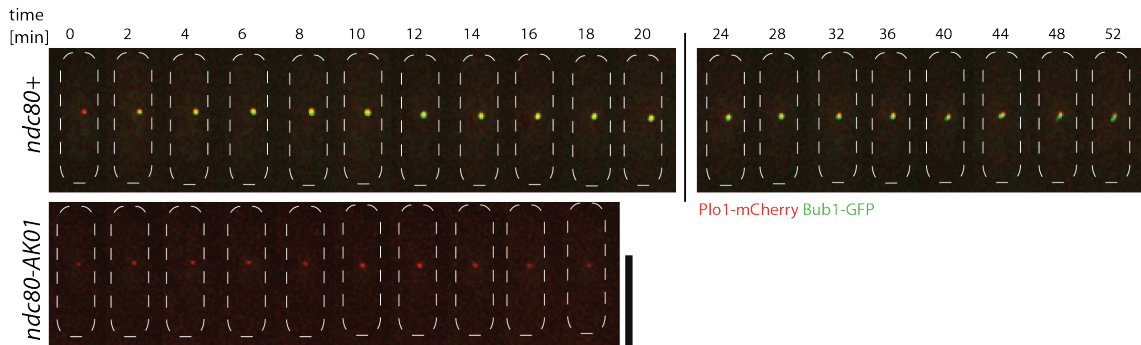 time
[min] 0 2 4 6 8 10 12 14 16 18 20 24 28 32 36 40 44 48 52
ndc80+
Plo1-mCherry Bub1-GFP
ndc80-AK01